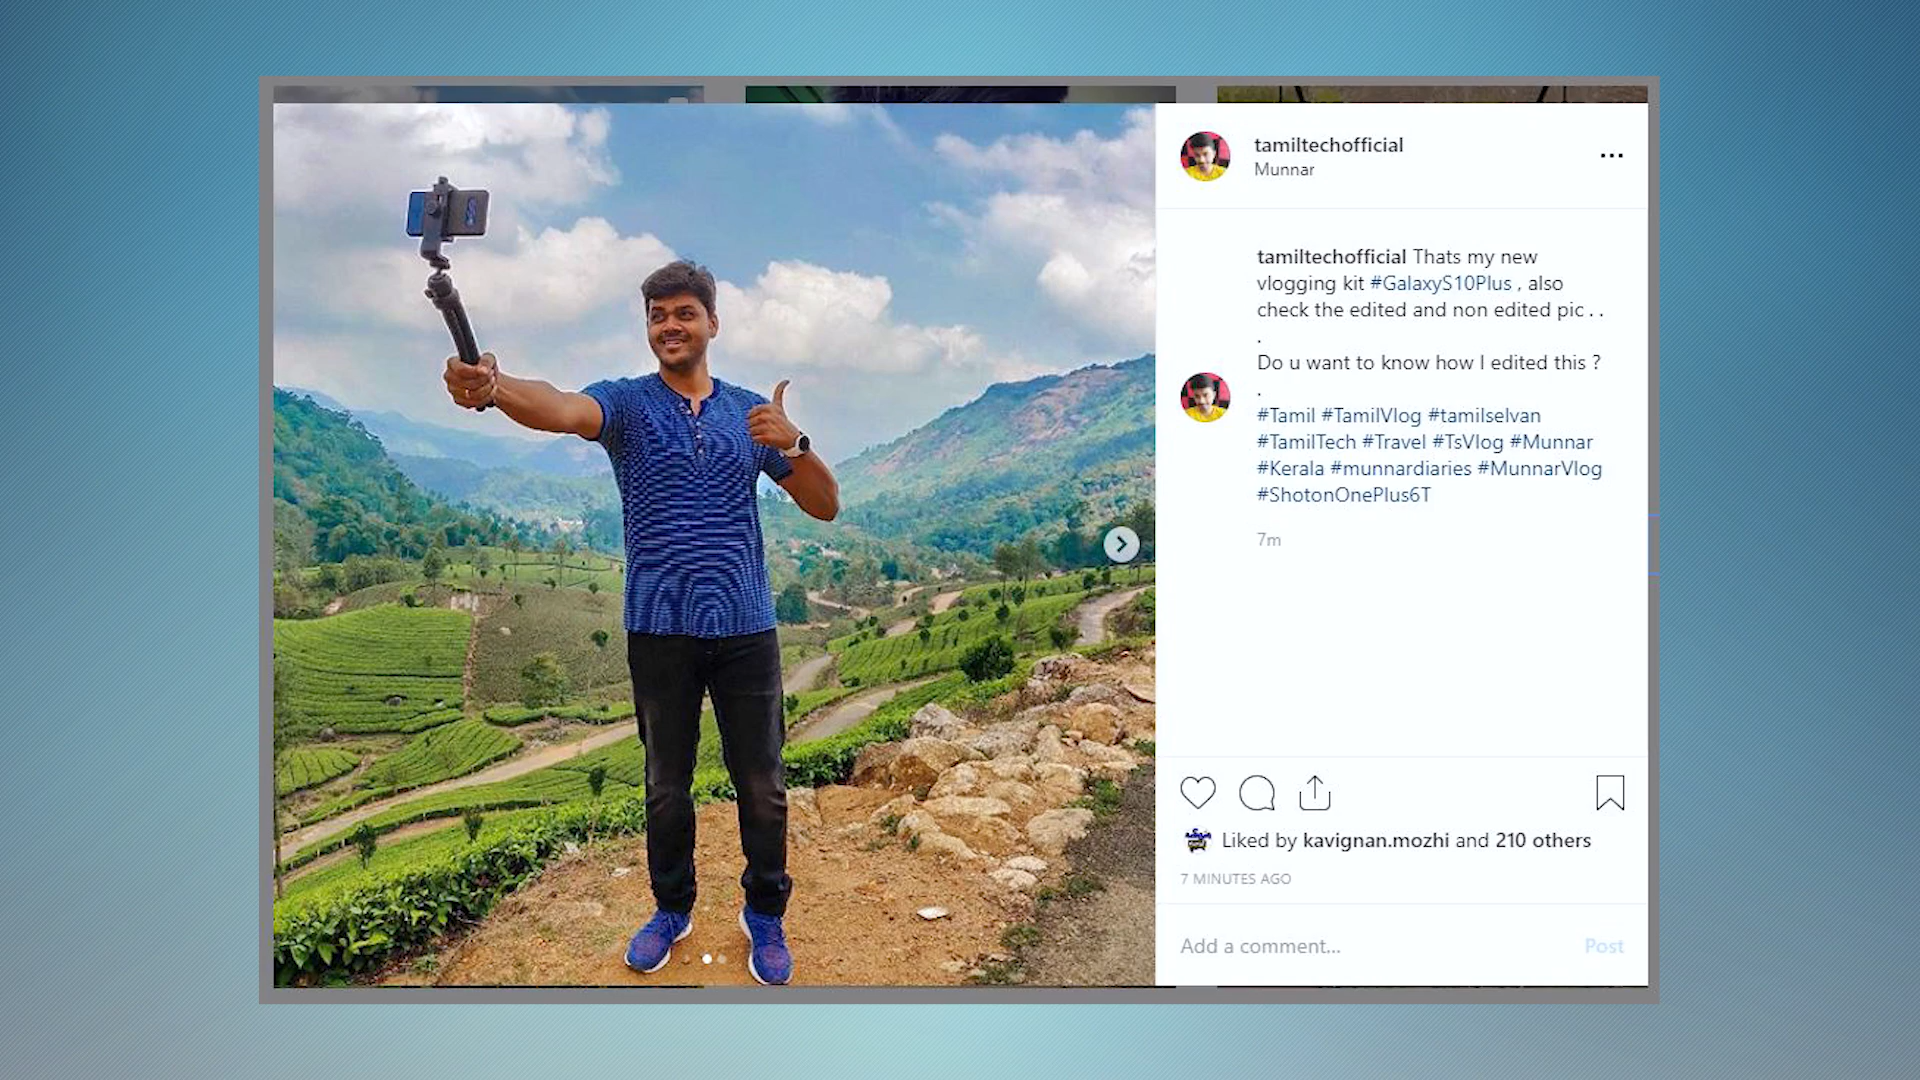 tamiltechofficial
Munnar
tamiltechofficial Thats my new
vlogging kit #GalaxyS10Plus , also
check the edited and non edited pic . .
.
Do u want to know how I edited this ?
.
#Tamil #TamilVlog #tamilselvan
#TamilTech #Travel #TsVlog #Munnar
#Kerala #munnardiaries #MunnarVlog
#ShotonOnePlus6T
7m
Liked by kavignan.mozhi and 210 others
7 MINUTES AGO
Add a comment...
Post